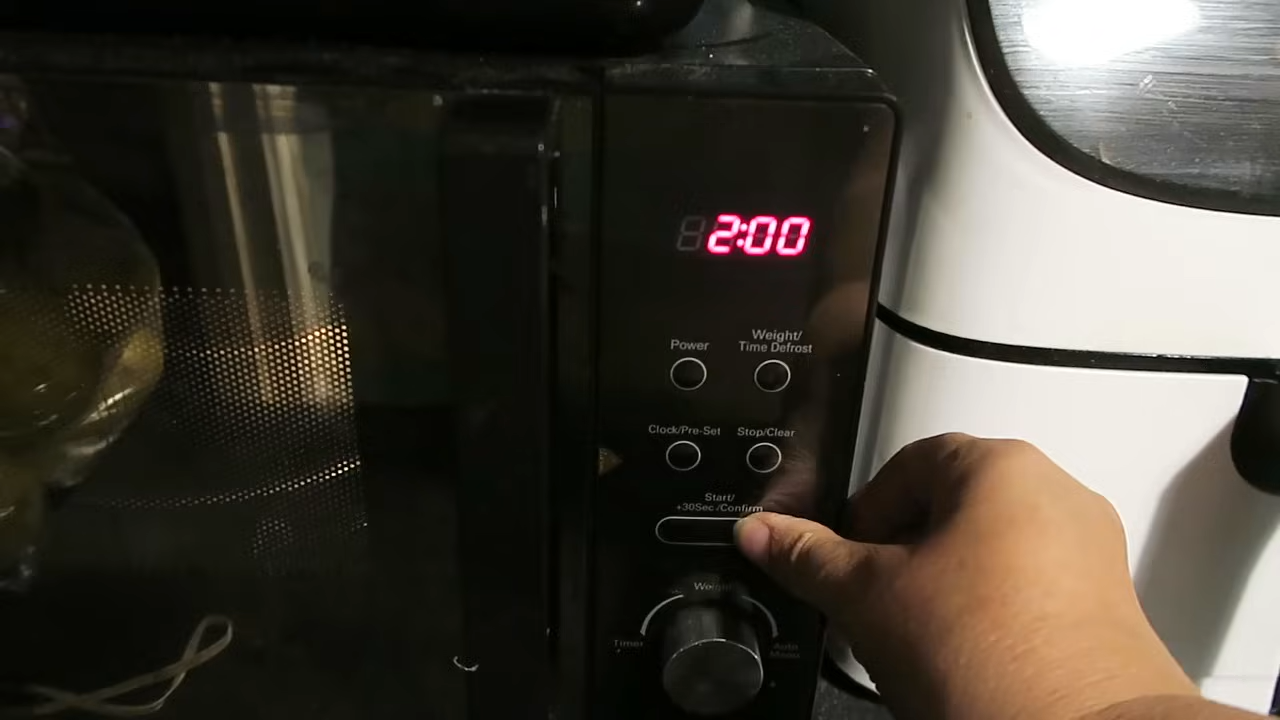 2:00
Power
Weight/
Time Defrost
Clock/Pre-Set
Stop/Clear
Start/
+30Sec./Confirm
Weight
Timer
Auto
Menu